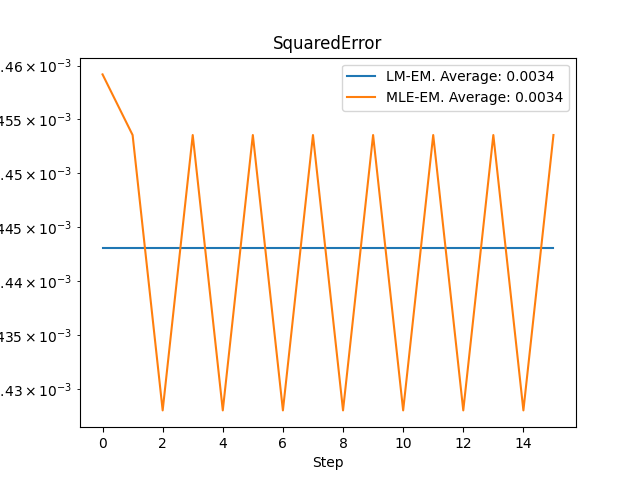 SquaredError
LM-EM. Average: 0.0034
MLE-EM. Average: 0.0034
.46 × 10⁻³
455 × 10⁻³
.45 × 10⁻³
445 × 10⁻³
.44 × 10⁻³
435 × 10⁻³
.43 × 10⁻³
0 2 4 6 8 10 12 14
Step